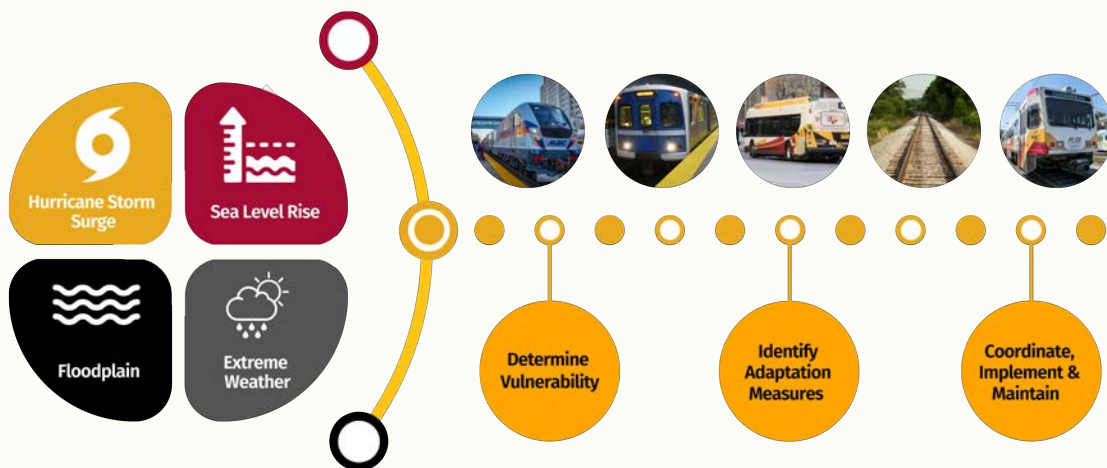 Hurricane Storm
Surge
Sea Level Rise
Floodplain
Extreme
Weather
Determine
Vulnerability
Identify
Adaptation
Measures
Coordinate,
Implement &
Maintain